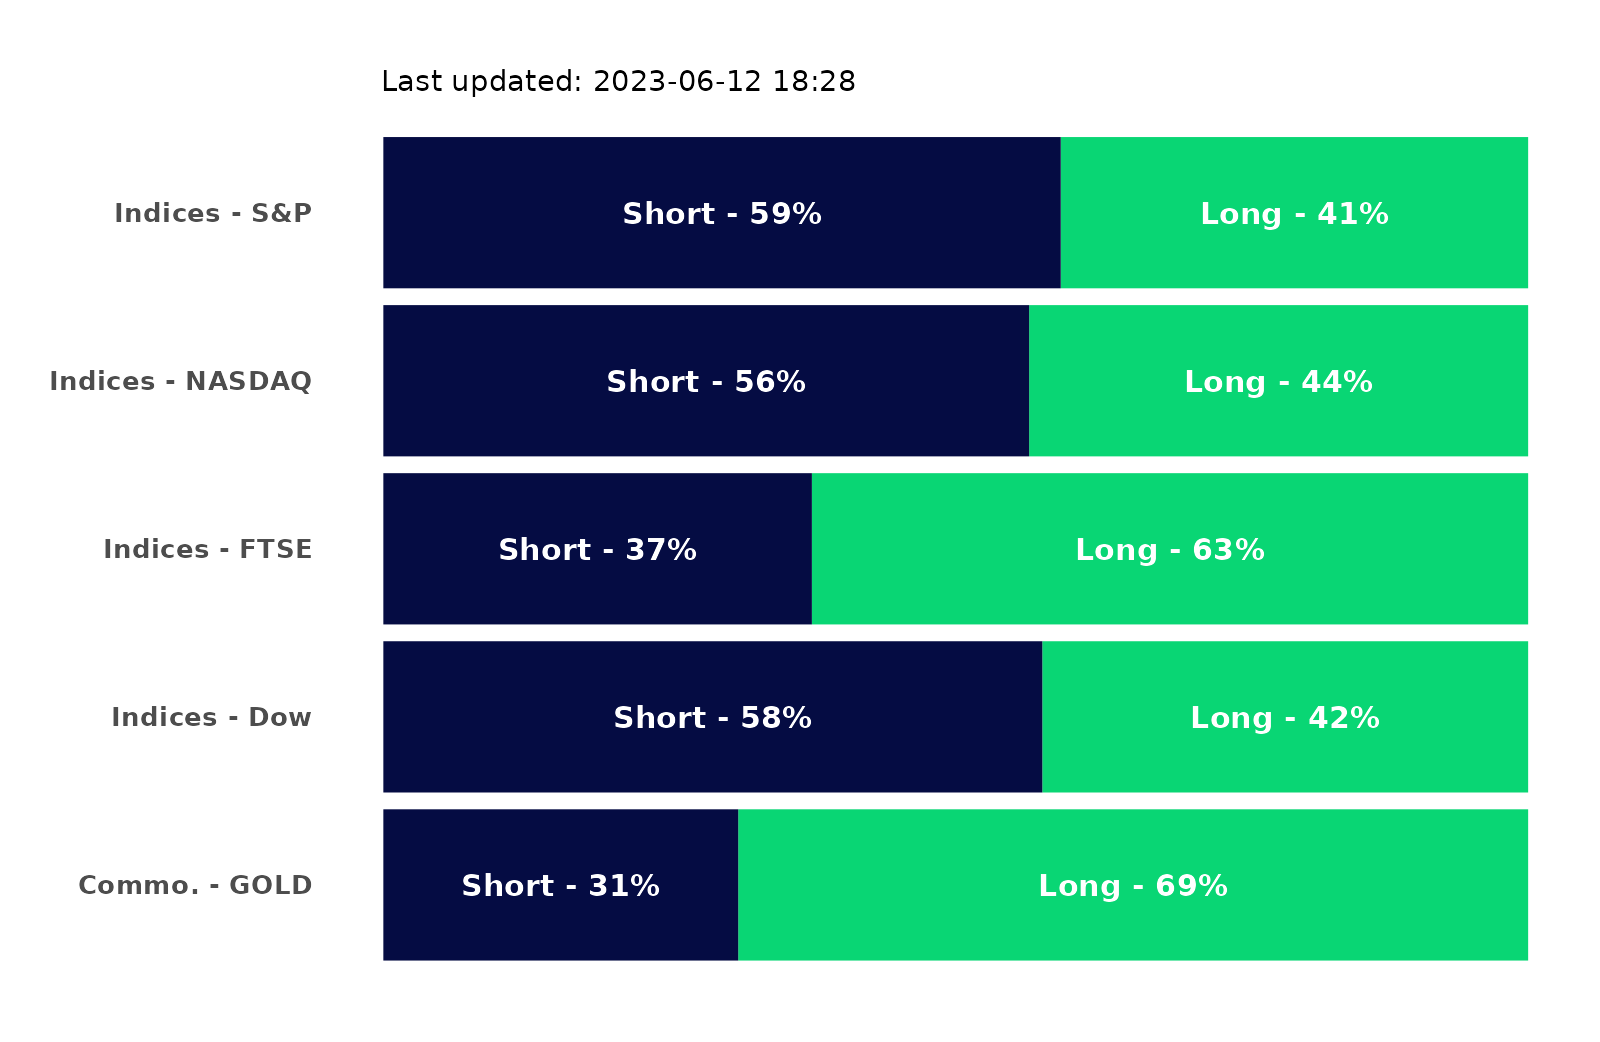 Last updated: 2023-06-12 18:28
Indices - S&P
Short - 59%
Long - 41%
Indices - NASDAQ
Short - 56%
Long - 44%
Indices - FTSE
Short - 37%
Long - 63%
Indices - Dow
Short - 58%
Long - 42%
Commo. - GOLD
Short - 31%
Long - 69%